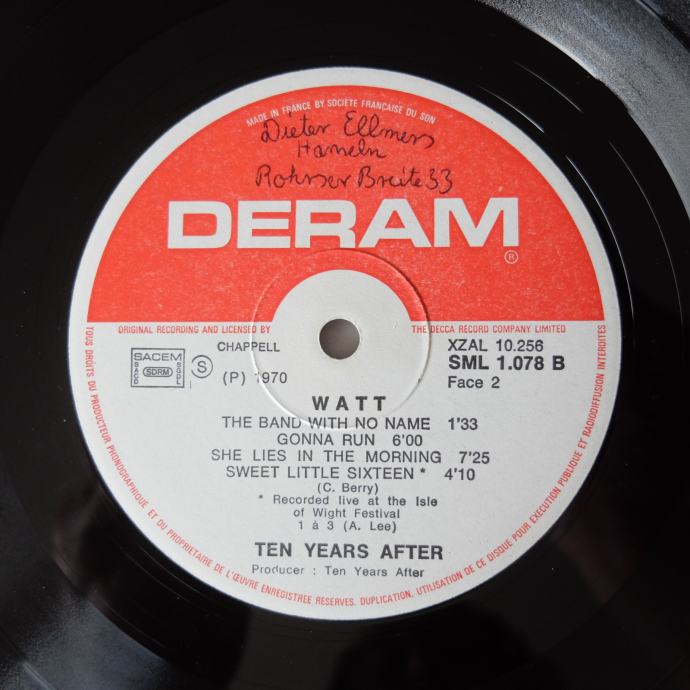 MADE IN FRANCE BY SOCIÉTÉ FRANÇAISE DU SON
Dieter Ellmers
Hameln
Rohrser Breite 33
DERAM
®
ORIGINAL RECORDING AND LICENSED BY THE DECCA RECORD COMPANY LIMITED
SACEM
SACD SDRM SGDL
S
CHAPPELL
(P) 1970
XZAL 10.256
SML 1.078 B
Face 2
WATT
THE BAND WITH NO NAME 1'33
GONNA RUN 6'00
SHE LIES IN THE MORNING 7'25
SWEET LITTLE SIXTEEN * 4'10
(C. Berry)
* Recorded live at the Isle
of Wight Festival
1 à 3 (A. Lee)
TEN YEARS AFTER
Producer : Ten Years After
TOUS DROITS DU PRODUCTEUR PHONOGRAPHIQUE ET DU PROPRIETAIRE DE L'ŒUVRE ENREGISTREE RESERVES. DUPLICATION, UTILISATION DE CE DISQUE POUR EXECUTION PUBLIQUE ET RADIODIFFUSION INTERDITES